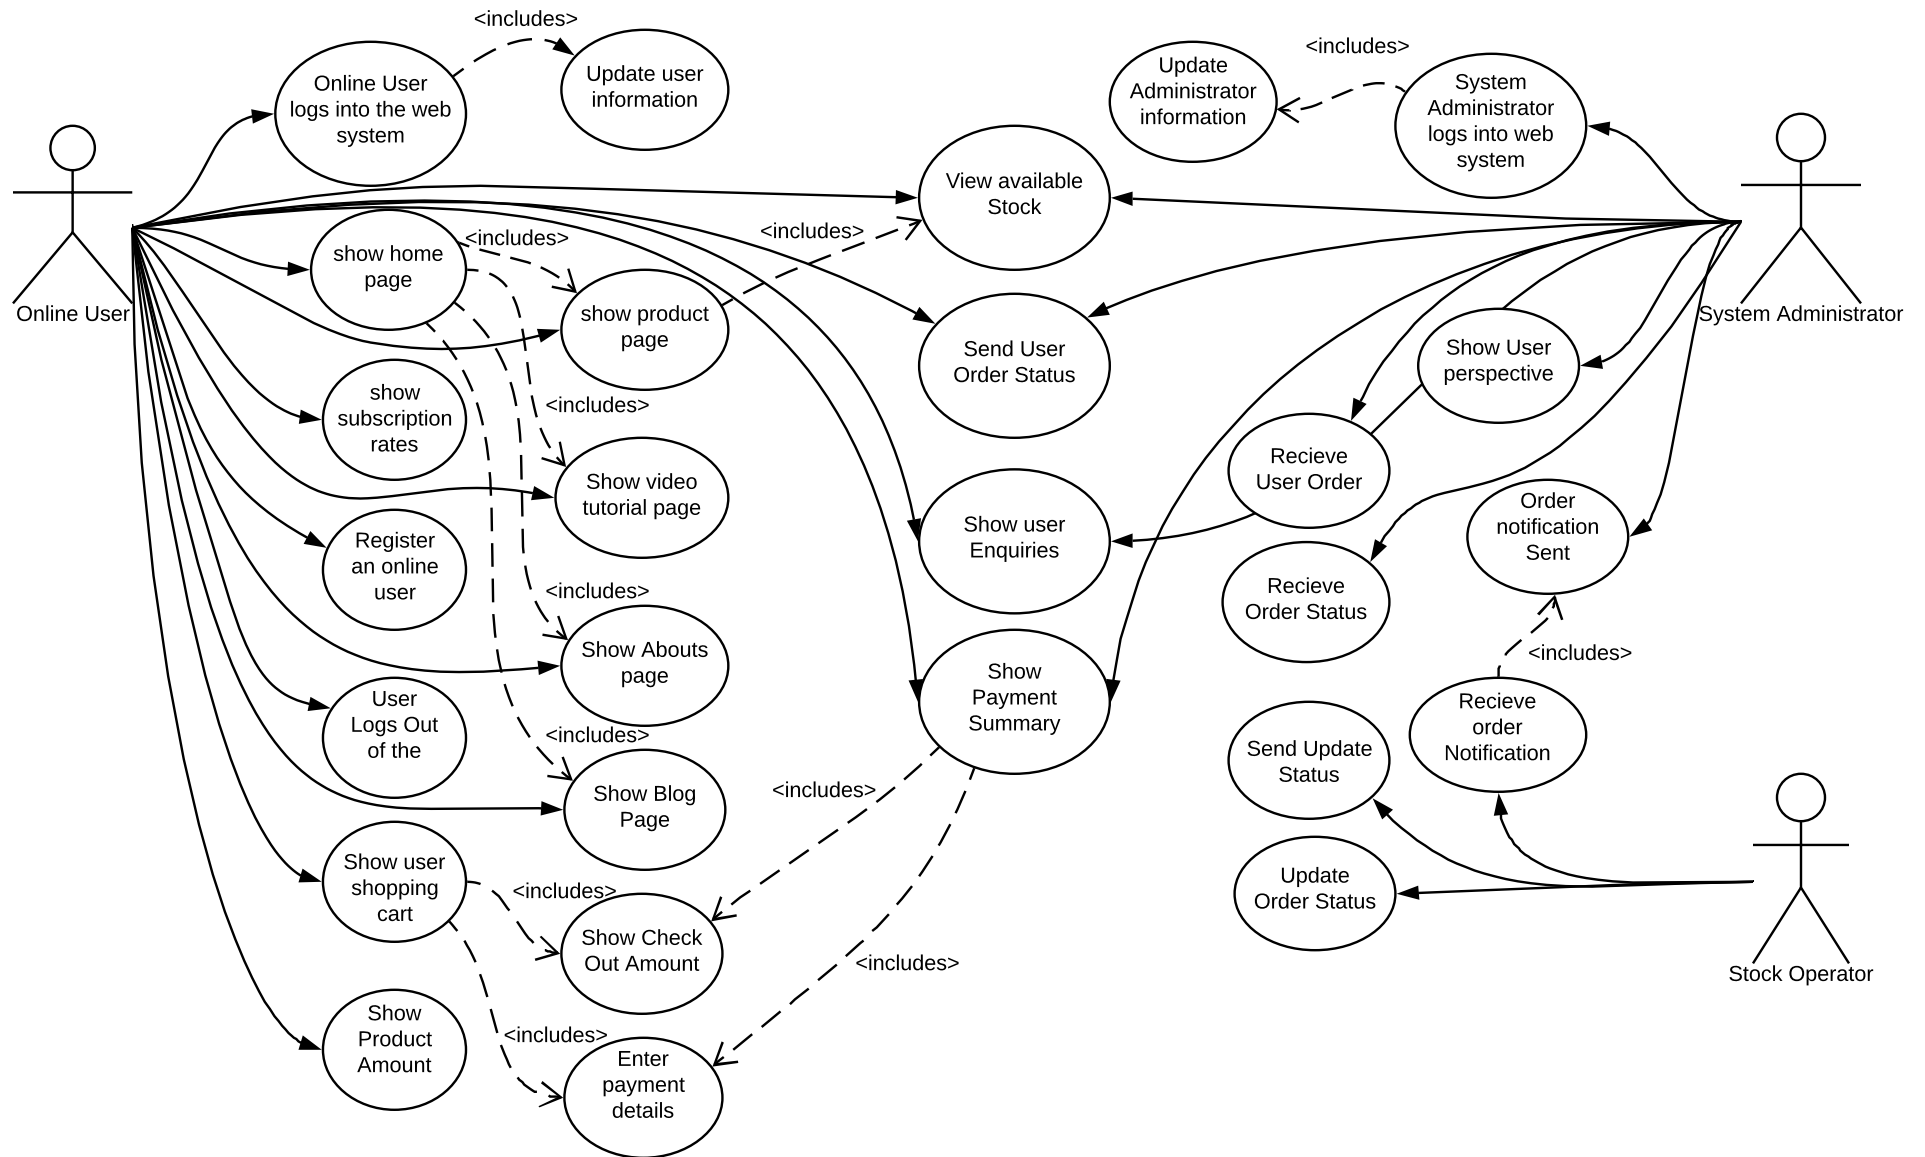 <includes>
Online User
logs into the web
system
Update user
information
<includes>
Update
Administrator
information
System
Administrator
logs into web
system
Online User
System Administrator
View available
Stock
show home
page
<includes>
<includes>
show product
page
Send User
Order Status
Show User
perspective
show
subscription
rates
<includes>
Show video
tutorial page
Recieve
User Order
Order
notification
Sent
Show user
Enquiries
Register
an online
user
<includes>
Recieve
Order Status
Show Abouts
page
<includes>
Show
Payment
Summary
User
Logs Out
of the
<includes>
Recieve
order
Notification
Send Update
Status
Show Blog
Page
<includes>
Show user
shopping
cart
<includes>
Update
Order Status
Show Check
Out Amount
<includes>
Stock Operator
Show
Product
Amount
<includes>
Enter
payment
details